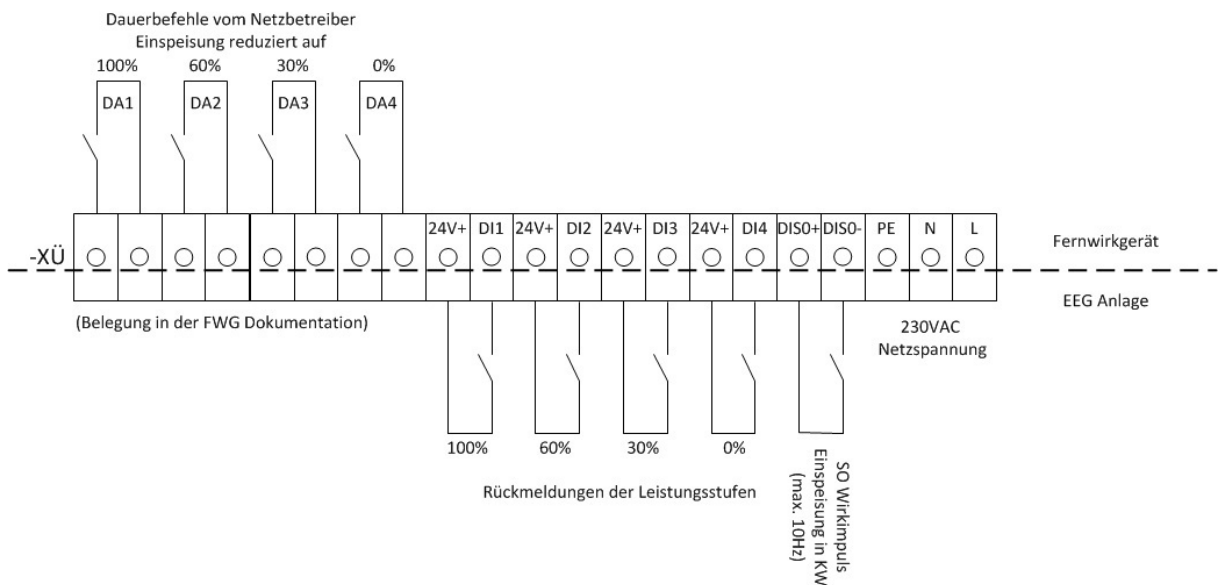 Dauerbefehle vom Netzbetreiber
Einspeisung reduziert auf
100% 60% 30% 0%
DA1 DA2 DA3 DA4
24V+ DI1 24V+ DI2 24V+ DI3 24V+ DI4 DIS0+ DIS0- PE N L
-XÜ
Fernwirkgerät
EEG Anlage
(Belegung in der FWG Dokumentation)
230VAC
Netzspannung
100% 60% 30% 0%
Rückmeldungen der Leistungsstufen
SO Wirkimpuls
Einspeisung in KW
(max. 10Hz)